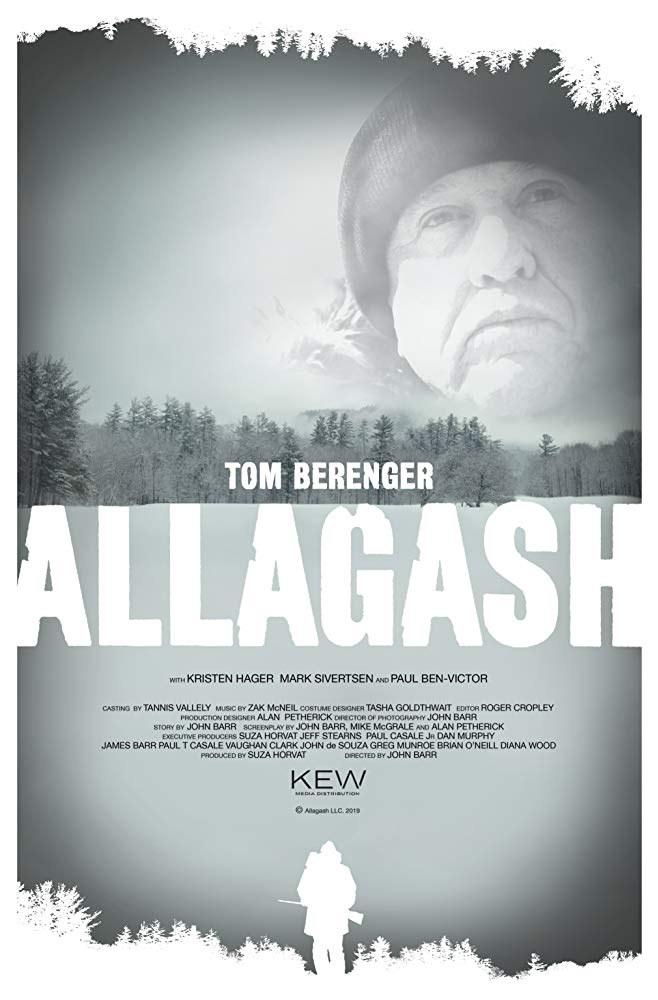 TOM BERENGER
ALLAGASH
WITH KRISTEN HAGER MARK SIVERTSEN AND PAUL BEN-VICTOR
CASTING BY TANNIS VALLELY MUSIC BY ZAK McNEIL COSTUME DESIGNER TASHA GOLDTHWAIT EDITOR ROGER CROPLEY
PRODUCTION DESIGNER ALAN PETHERICK DIRECTOR OF PHOTOGRAPHY JOHN BARR
STORY BY JOHN BARR SCREENPLAY BY JOHN BARR, MIKE McGRALE AND ALAN PETHERICK
EXECUTIVE PRODUCERS SUZA HORVAT JEFF STEARNS PAUL CASALE JR DAN MURPHY
JAMES BARR PAUL T CASALE VAUGHAN CLARK JOHN de SOUZA GREG MUNROE BRIAN O'NEILL DIANA WOOD
PRODUCED BY SUZA HORVAT DIRECTED BY JOHN BARR
KEW
MEDIA DISTRIBUTION
© Allagash LLC. 2019